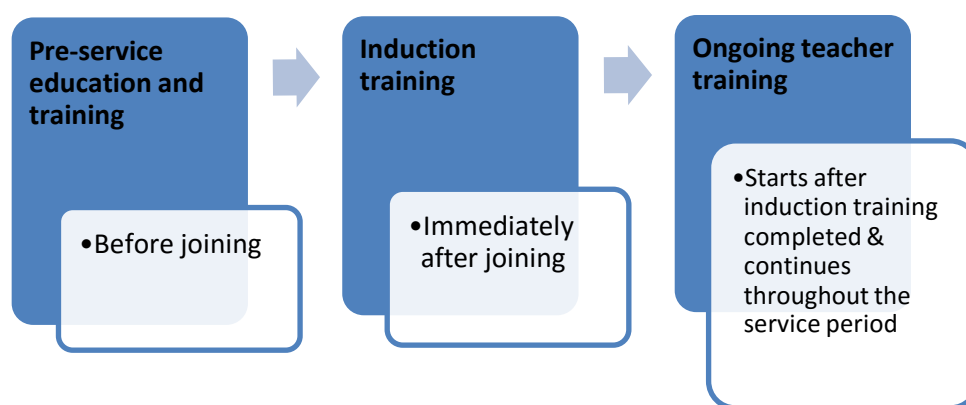 Pre-service
education and
training
•Before joining
Induction
training
•Immediately
after joining
Ongoing teacher
training
•Starts after
induction training
completed &
continues
throughout the
service period